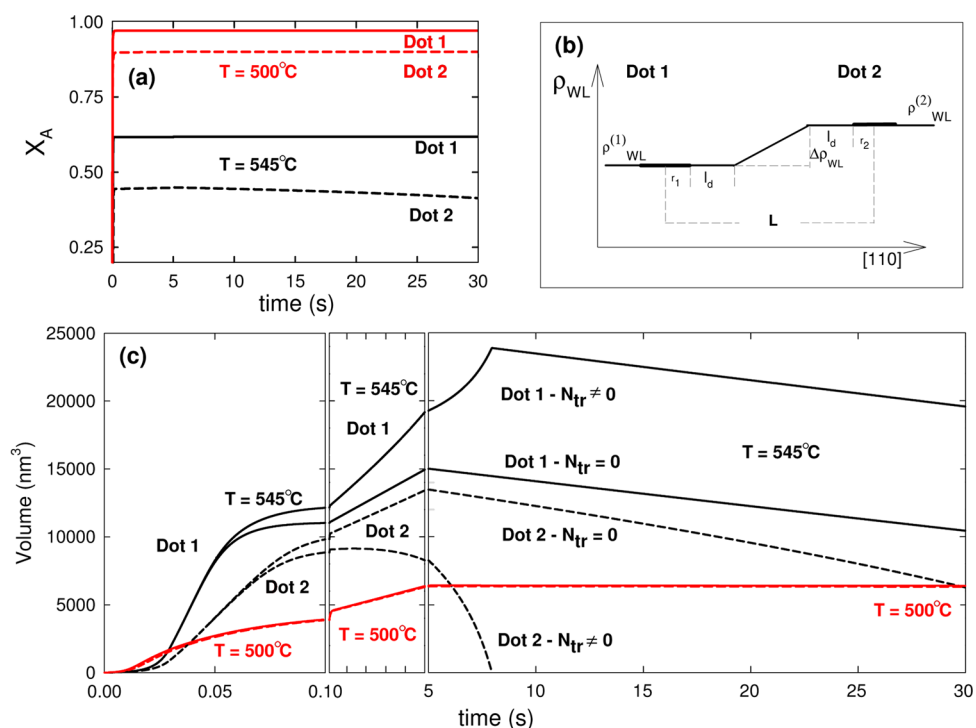 (a)
X_A
1.00
0.75
0.50
0.25
Dot 1
T = 500°C
Dot 2
T = 545°C
Dot 1
Dot 2
0 5 10 15 20 25 30
time (s)
(b)
Dot 1
Dot 2
ρ_WL
ρ^(1)_WL
ρ^(2)_WL
r_1
l_d
l_d
r_2
Δρ_WL
L
[110]
(c)
Volume (nm³)
25000
20000
15000
10000
5000
0
T = 545°C
Dot 1
Dot 2
T = 500°C
T = 545°C
Dot 1
Dot 2
T = 500°C
Dot 1 - N_tr ≠ 0
T = 545°C
Dot 1 - N_tr = 0
Dot 2 - N_tr = 0
T = 500°C
Dot 2 - N_tr ≠ 0
0.00 0.05 0.10 5 10 15 20 25 30
time (s)